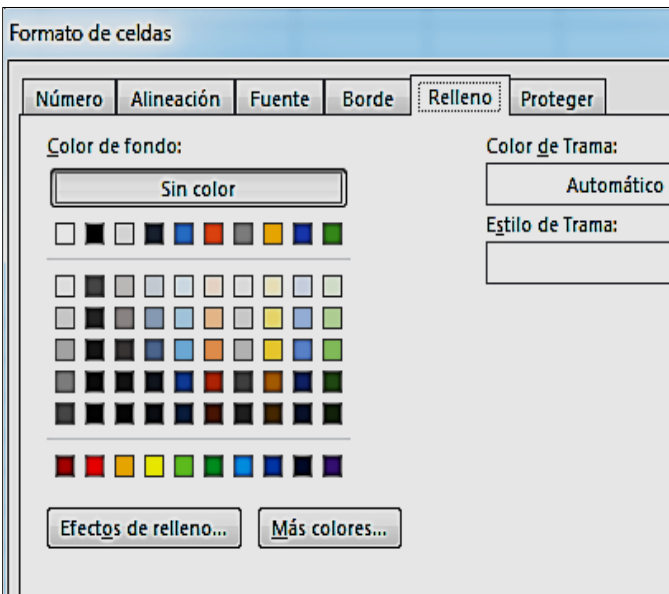 Formato de celdas
Número Alineación Fuente Borde Relleno Proteger
Color de fondo:
Sin color
Color de Trama:
Automático
Estilo de Trama:
Efectos de relleno...
Más colores...